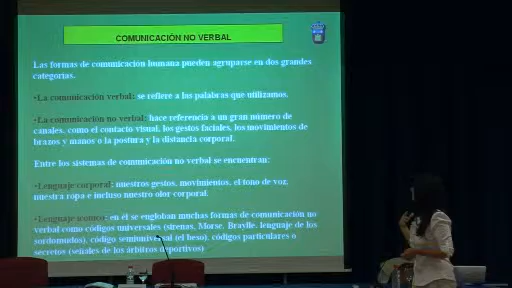 COMUNICACIÓN NO VERBAL
Las formas de comunicación humana pueden agruparse en dos grandes
categorías.
•La comunicación verbal: se refiere a las palabras que utilizamos.
•La comunicación no verbal: hace referencia a un gran número de
canales, como el contacto visual, los gestos faciales, los movimientos de
brazos y manos o la postura y la distancia corporal.
Entre los sistemas de comunicación no verbal se encuentran:
•Lenguaje corporal: nuestros gestos, movimientos, el tono de voz,
nuestra ropa e incluso nuestro olor corporal.
•Lenguaje icónico: en él se engloban muchas formas de comunicación no
verbal como códigos universales (sirenas, Morse, Braylle, lenguaje de los
sordomudos), código semiuniversal (el beso), códigos particulares o
secretos (señales de los árbitros deportivos)